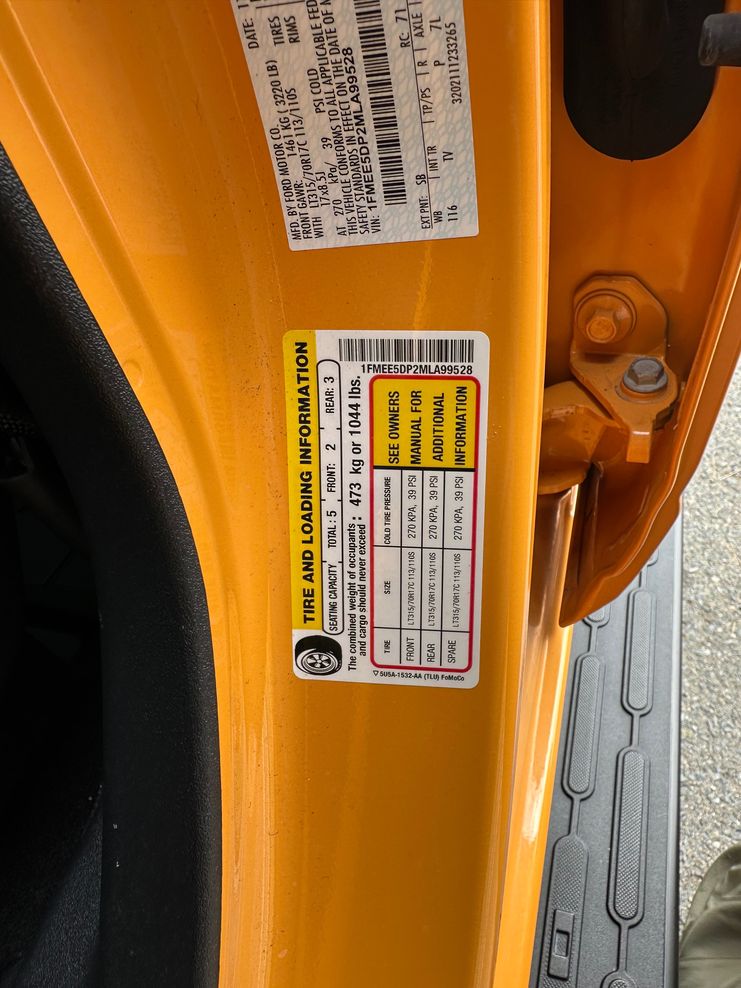 MFD. BY FORD MOTOR CO.
DATE:
FRONT GAWR: 1461 KG ( 3220 LB)
WITH LT315/70R17C 113/110S TIRES
17x8.5J RIMS
AT 270 kPa/ 39 PSI COLD
THIS VEHICLE CONFORMS TO ALL APPLICABLE FED
SAFETY STANDARDS IN EFFECT ON THE DATE OF
VIN: 1FMEE5DP2MLA99528
EXT PNT: SB RC: 71
WB | INT TR | TP/PS | R | AXLE
116 TV P 7L
3202111233265
TIRE AND LOADING INFORMATION
SEATING CAPACITY TOTAL : 5 FRONT: 2 REAR: 3
The combined weight of occupants
and cargo should never exceed : 473 kg or 1044 lbs.
1FMEE5DP2MLA99528
TIRE SIZE COLD TIRE PRESSURE
FRONT LT315/70R17C 113/110S 270 KPA, 39 PSI
REAR LT315/70R17C 113/110S 270 KPA, 39 PSI
SPARE LT315/70R17C 113/110S 270 KPA, 39 PSI
SEE OWNERS
MANUAL FOR
ADDITIONAL
INFORMATION
5U5A-1532-AA (TLU) FoMoCo